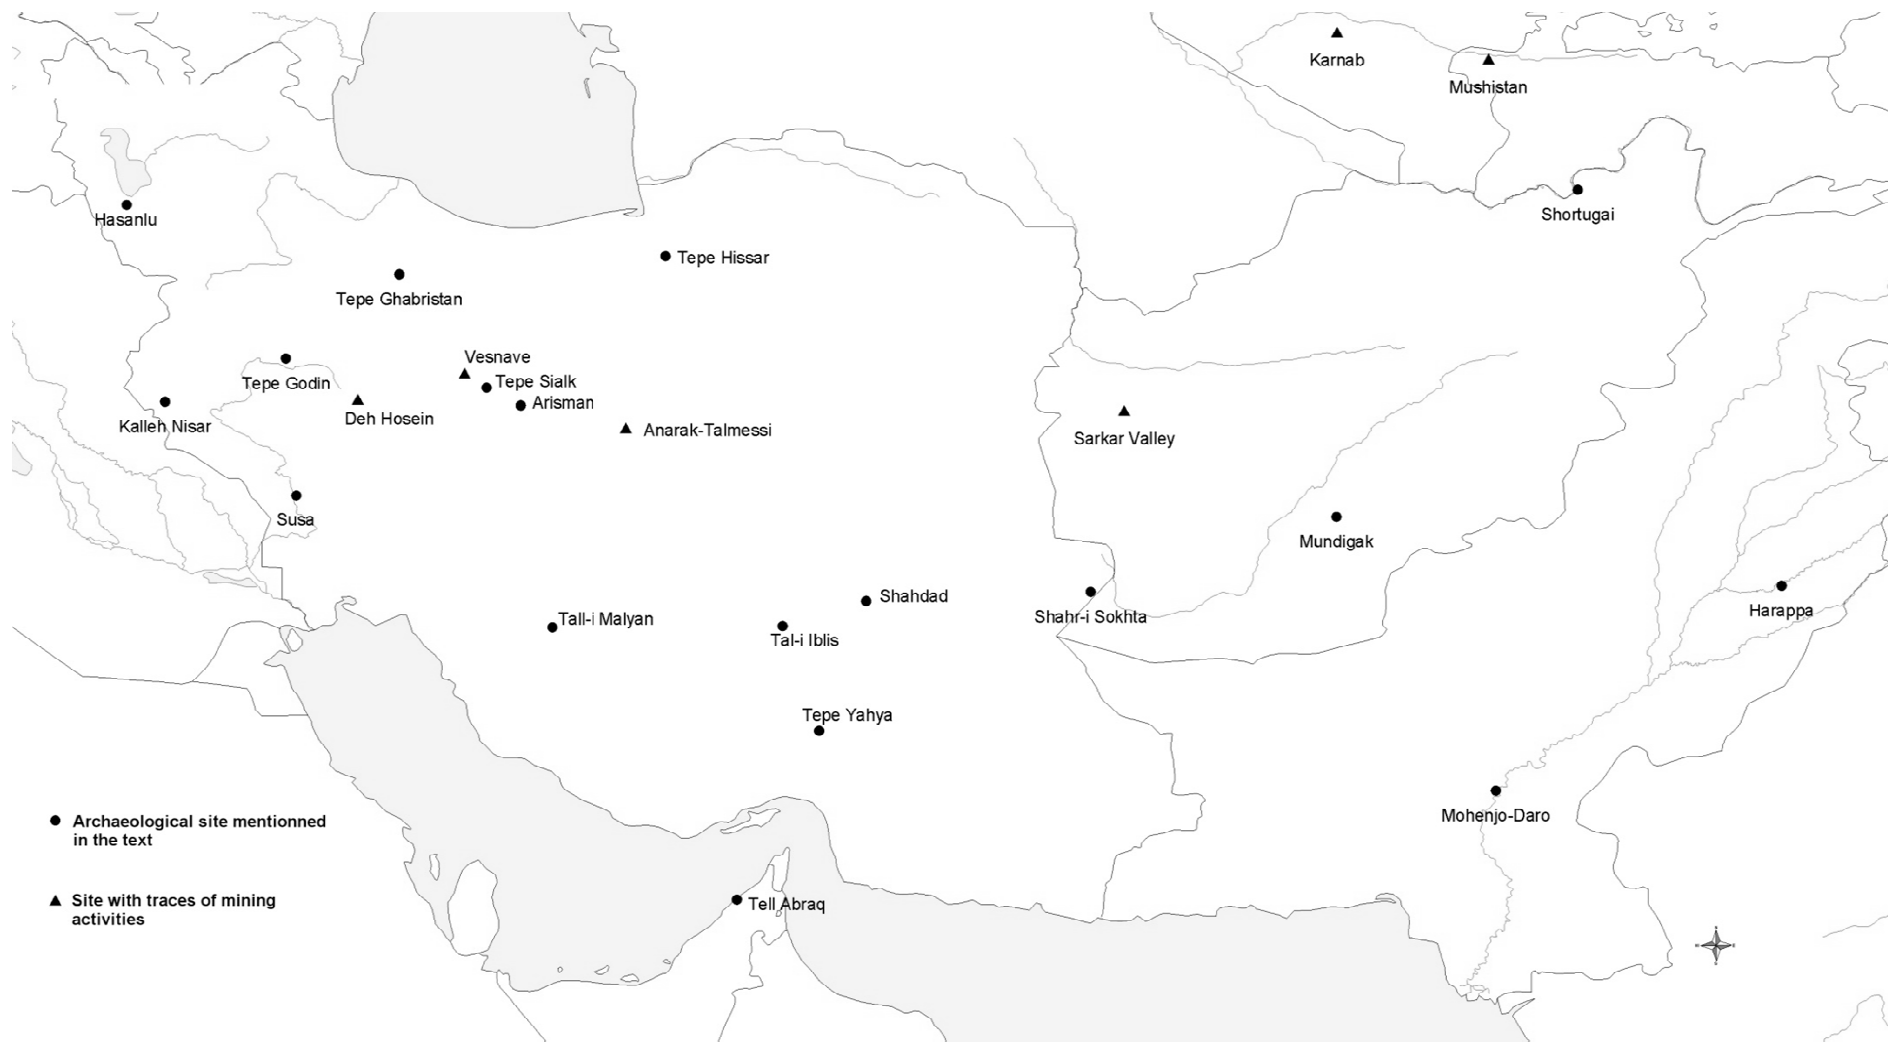 Karnab
Mushistan
Shortugai
Hasanlu
Tepe Hissar
Tepe Ghabristan
Vesnave
Tepe Sialk
Tepe Godin
Arisman
Deh Hosein
Kalleh Nisar
Anarak-Talmessi
Sarkar Valley
Susa
Mundigak
Shahdad
Harappa
Shahr-i Sokhta
Tall-i Malyan
Tal-i Iblis
Tepe Yahya
Mohenjo-Daro
Archaeological site mentionned
in the text
Site with traces of mining
activities
Tell Abraq